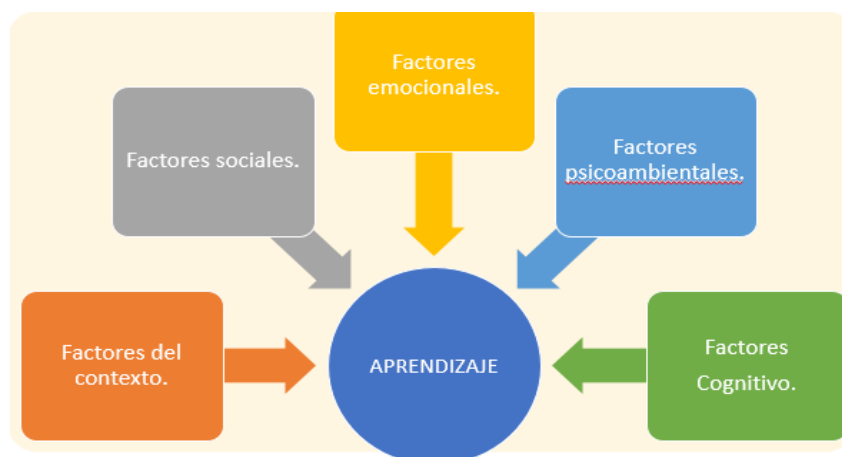 Factores
emocionales.
Factores sociales.
Factores
psicoambientales.
Factores del
contexto.
APRENDIZAJE
Factores
Cognitivo.